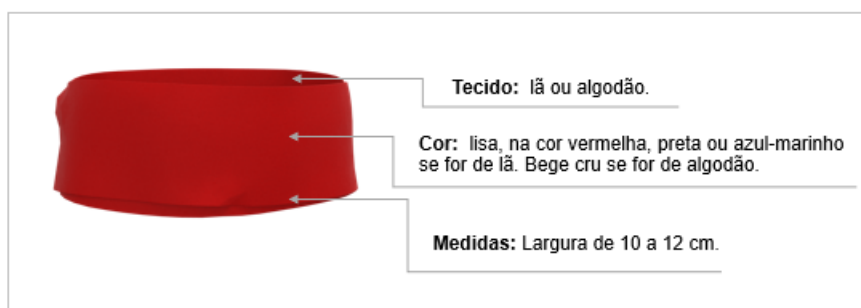 Tecido: lã ou algodão.
Cor: lisa, na cor vermelha, preta ou azul-marinho
se for de lã. Bege cru se for de algodão.
Medidas: Largura de 10 a 12 cm.